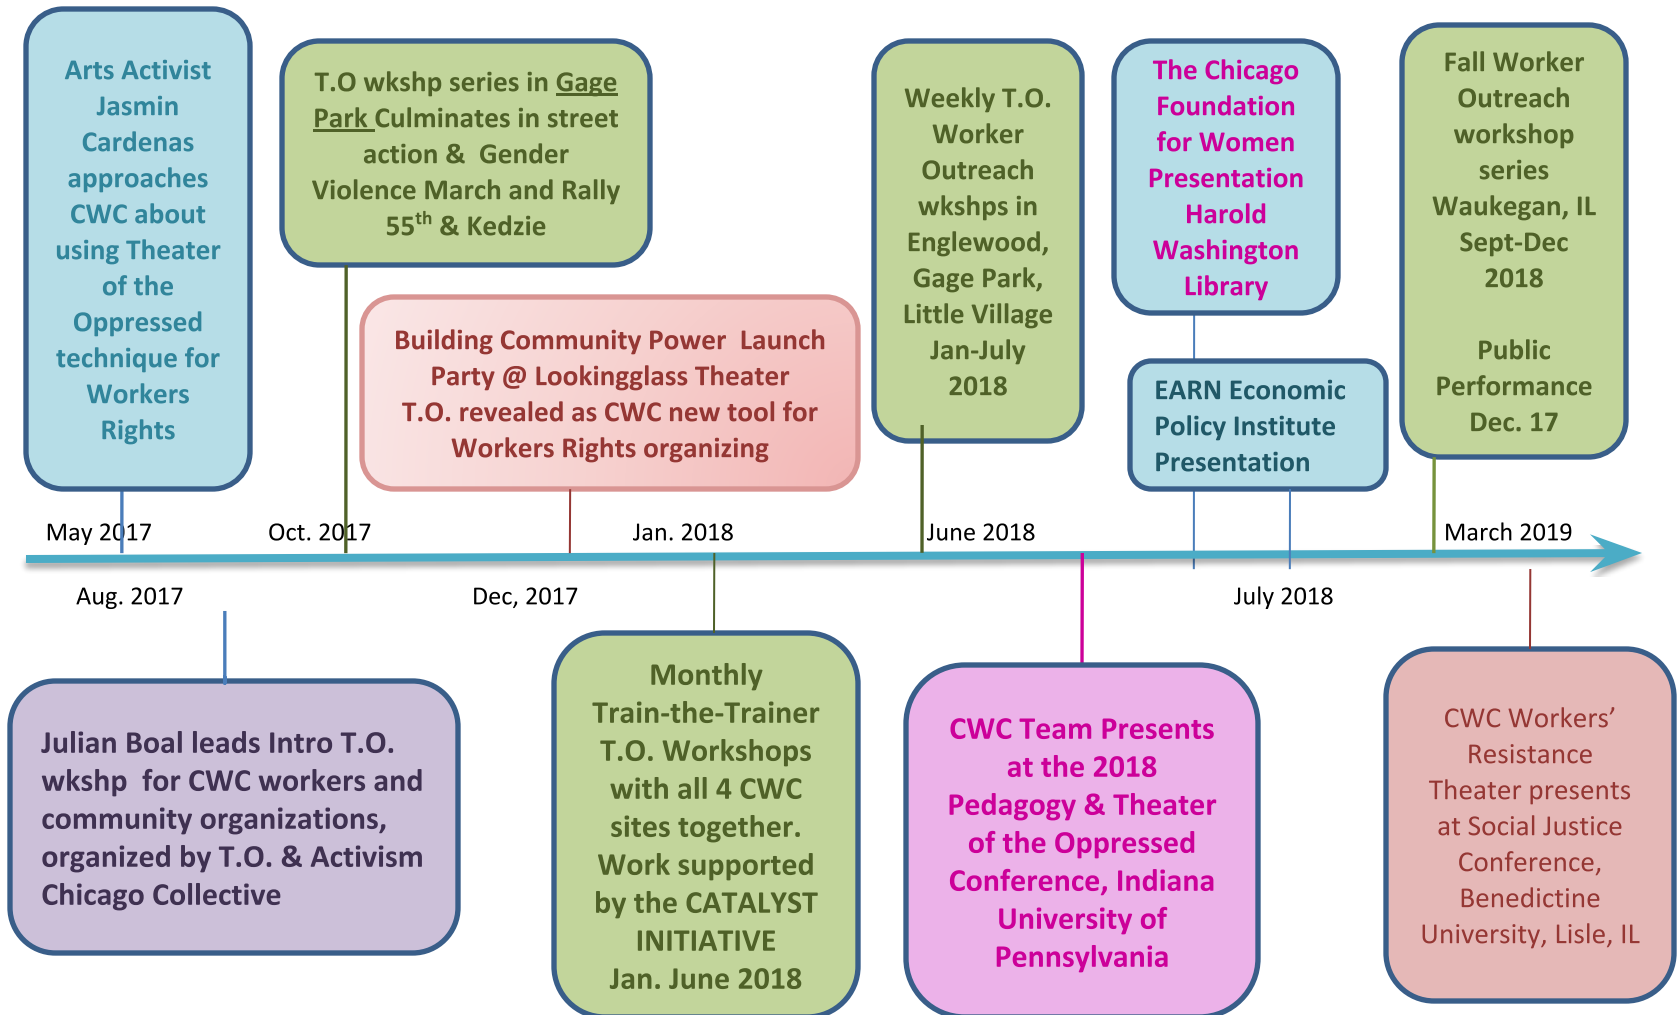 Arts Activist
Jasmin
Cardenas
approaches
CWC about
using Theater
of the
Oppressed
technique for
Workers
Rights
T.O wkshp series in Gage
Park Culminates in street
action & Gender
Violence March and Rally
55th & Kedzie
Building Community Power Launch
Party @ Lookingglass Theater
T.O. revealed as CWC new tool for
Workers Rights organizing
Weekly T.O.
Worker
Outreach
wkshps in
Englewood,
Gage Park,
Little Village
Jan-July
2018
The Chicago
Foundation
for Women
Presentation
Harold
Washington
Library
EARN Economic
Policy Institute
Presentation
Fall Worker
Outreach
workshop
series
Waukegan, IL
Sept-Dec
2018
Public
Performance
Dec. 17
May 2017
Oct. 2017
Jan. 2018
June 2018
March 2019
Aug. 2017
Dec, 2017
July 2018
Julian Boal leads Intro T.O.
wkshp for CWC workers and
community organizations,
organized by T.O. & Activism
Chicago Collective
Monthly
Train-the-Trainer
T.O. Workshops
with all 4 CWC
sites together.
Work supported
by the CATALYST
INITIATIVE
Jan. June 2018
CWC Team Presents
at the 2018
Pedagogy & Theater
of the Oppressed
Conference, Indiana
University of
Pennsylvania
CWC Workers’
Resistance
Theater presents
at Social Justice
Conference,
Benedictine
University, Lisle, IL